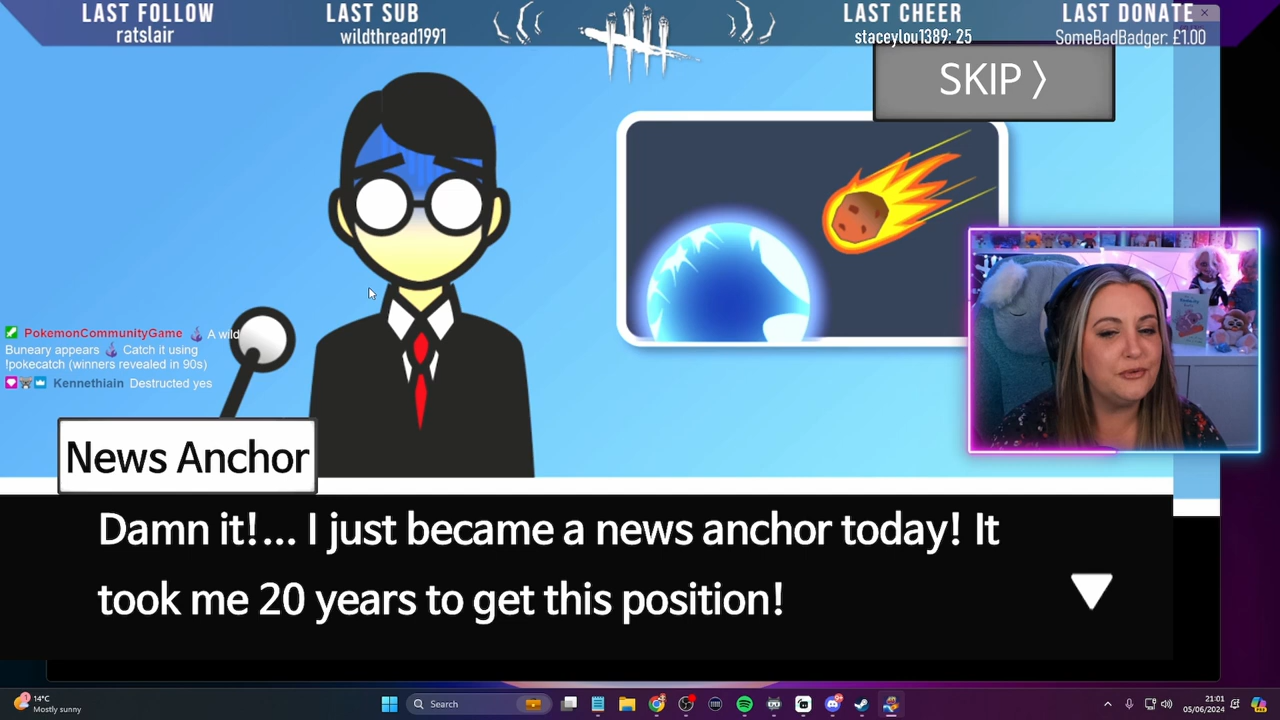 LAST FOLLOW
ratslair
LAST SUB
wildthread1991
LAST CHEER
staceylou1389: 25
LAST DONATE
SomeBadBadger: £1.00
SKIP
PokemonCommunityGame A wild
Buneary appears Catch it using
!pokecatch (winners revealed in 90s)
Kennethiain Destructed yes
News Anchor
Damn it!... I just became a news anchor today! It
took me 20 years to get this position!
14°C
Mostly sunny
Search
21:01
05/06/2024